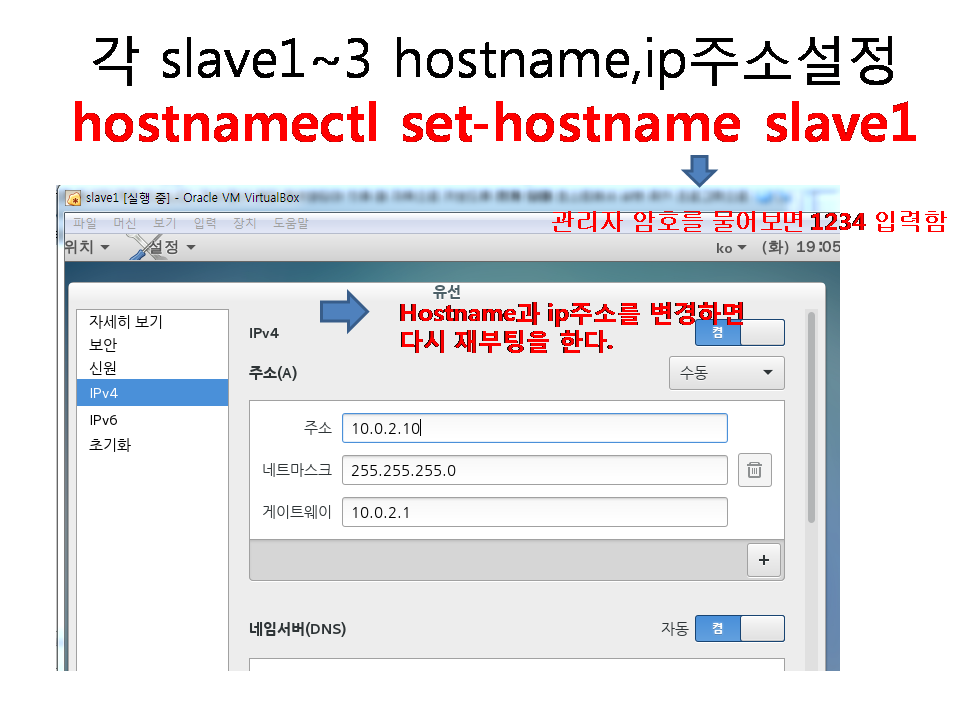 각 slave1~3 hostname,ip주소설정
hostnamectl set-hostname slave1
slave1 [실행 중] - Oracle VM VirtualBox
파일 머신 보기 입력 장치 도움말
관리자 암호를 물어보면 1234 입력함
위치 설정 ko (화) 19:05
유선
Hostname과 ip주소를 변경하면
다시 재부팅을 한다.
자세히 보기
보안
신원
IPv4
IPv6
초기화
IPv4 켬
주소(A) 수동
주소 10.0.2.10
네트마스크 255.255.255.0
게이트웨이 10.0.2.1
+
네임서버(DNS) 자동 켬